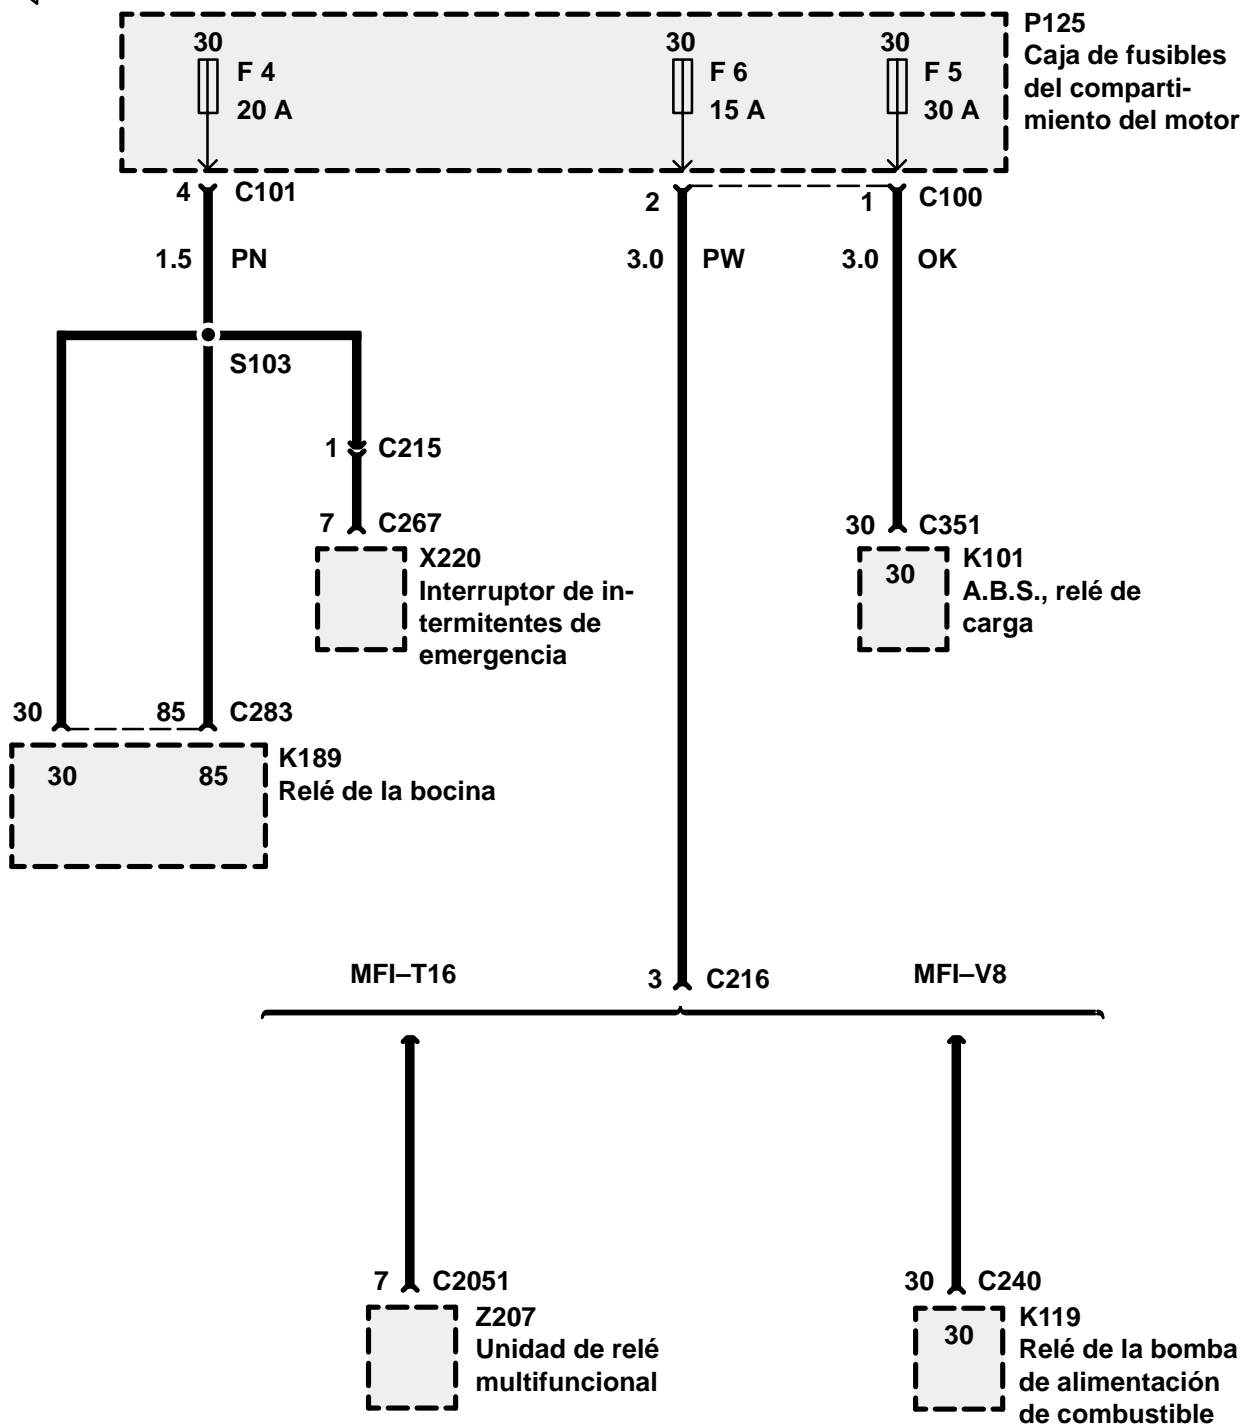 P125
Caja de fusibles
del comparti-
miento del motor
30
F 4
20 A
30
F 6
15 A
30
F 5
30 A
4
C101
2
1
C100
1.5
PN
3.0
PW
3.0
OK
S103
1
C215
7
C267
X220
Interruptor de in-
termitentes de
emergencia
30
C351
30
K101
A.B.S., relé de
carga
30
85
C283
30
85
K189
Relé de la bocina
MFI–T16
3
C216
MFI–V8
7
C2051
Z207
Unidad de relé
multifuncional
30
C240
30
K119
Relé de la bomba
de alimentación
de combustible